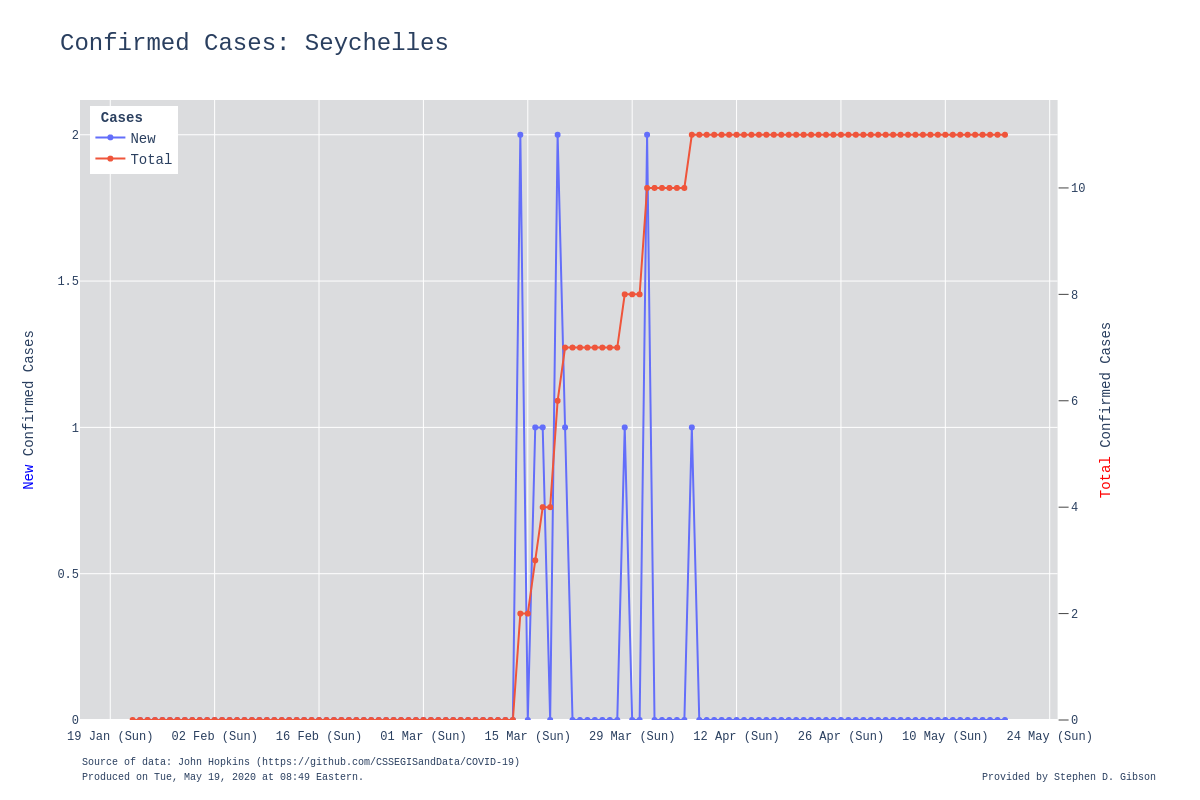 Confirmed Cases: Seychelles
Cases
New
Total
2
1.5
1
0.5
0
10
8
6
4
2
0
New Confirmed Cases
Total Confirmed Cases
19 Jan (Sun) 02 Feb (Sun) 16 Feb (Sun) 01 Mar (Sun) 15 Mar (Sun) 29 Mar (Sun) 12 Apr (Sun) 26 Apr (Sun) 10 May (Sun) 24 May (Sun)
Source of data: John Hopkins (https://github.com/CSSEGISandData/COVID-19)
Produced on Tue, May 19, 2020 at 08:49 Eastern.
Provided by Stephen D. Gibson